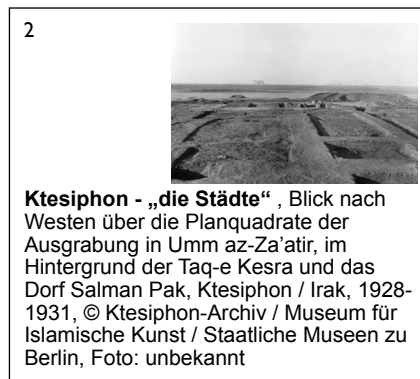 2
Ktesiphon - „die Städte“ , Blick nach
Westen über die Planquadrate der
Ausgrabung in Umm az-Za’atir, im
Hintergrund der Taq-e Kesra und das
Dorf Salman Pak, Ktesiphon / Irak, 1928-
1931, © Ktesiphon-Archiv / Museum für
Islamische Kunst / Staatliche Museen zu
Berlin, Foto: unbekannt